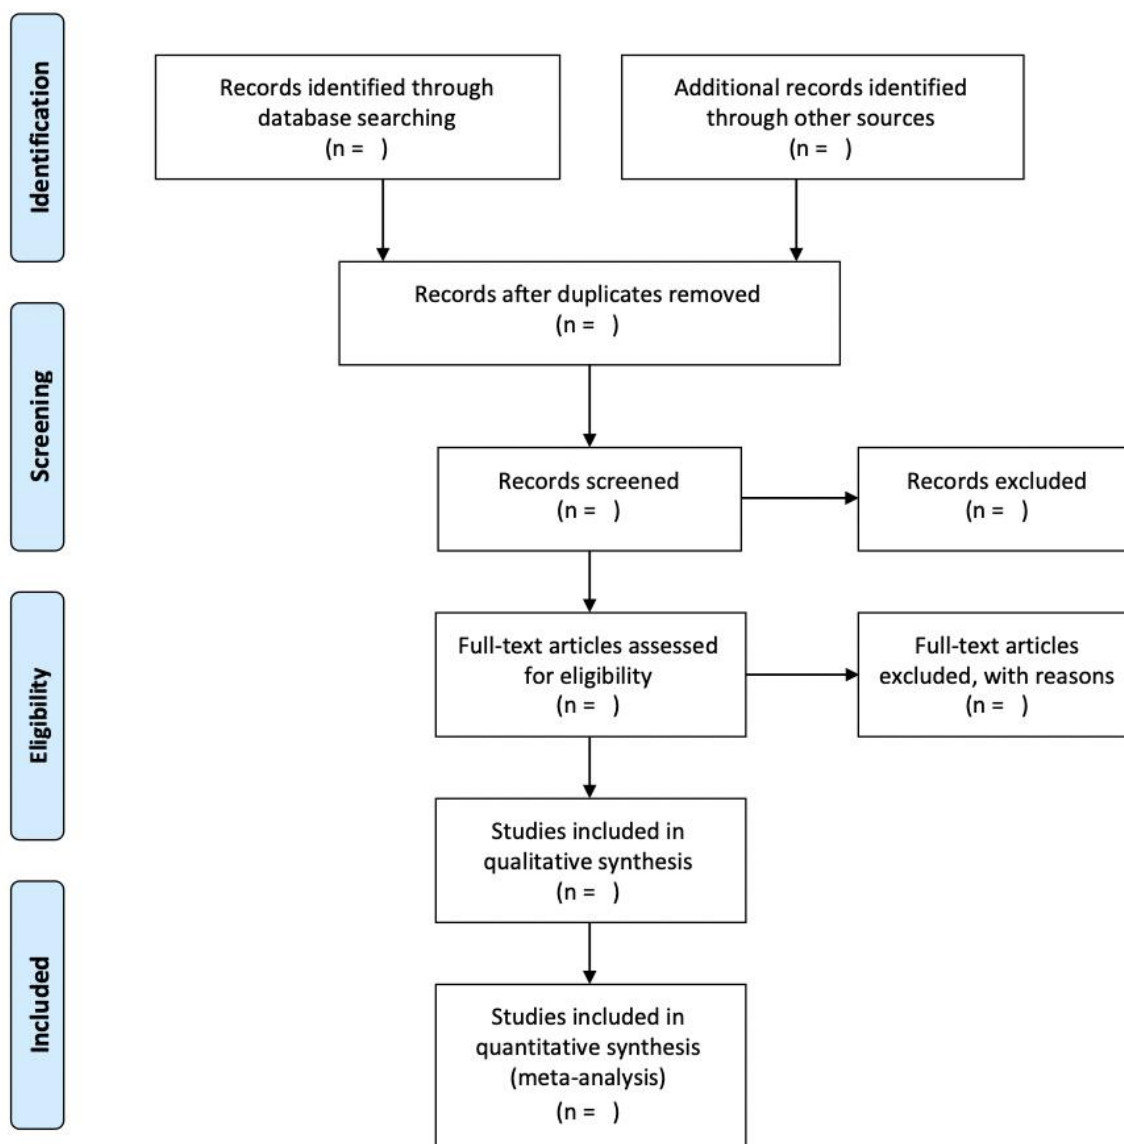 Identification
Records identified through
database searching
(n =   )
Additional records identified
through other sources
(n =   )
Records after duplicates removed
(n =   )
Screening
Records screened
(n =   )
Records excluded
(n =   )
Eligibility
Full-text articles assessed
for eligibility
(n =   )
Full-text articles
excluded, with reasons
(n =   )
Studies included in
qualitative synthesis
(n =   )
Included
Studies included in
quantitative synthesis
(meta-analysis)
(n =   )